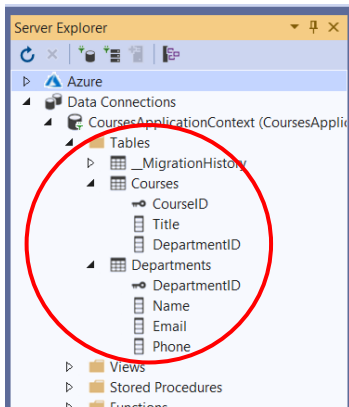 Server Explorer
Azure
Data Connections
CoursesApplicationContext (CoursesApplic
Tables
__MigrationHistory
Courses
CourseID
Title
DepartmentID
Departments
DepartmentID
Name
Email
Phone
Views
Stored Procedures
Functions